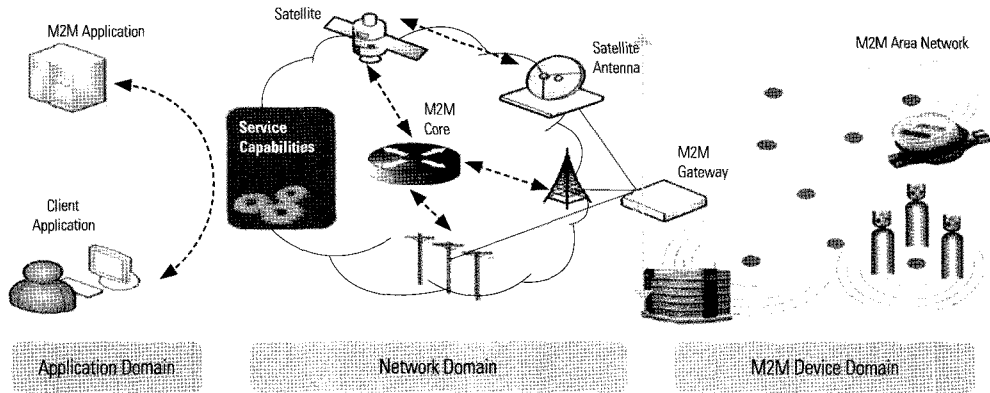 M2M Application
Client
Application
Satellite
Service
Capabilities
M2M
Core
Satellite
Antenna
M2M
Gateway
M2M Area Network
Application Domain
Network Domain
M2M Device Domain